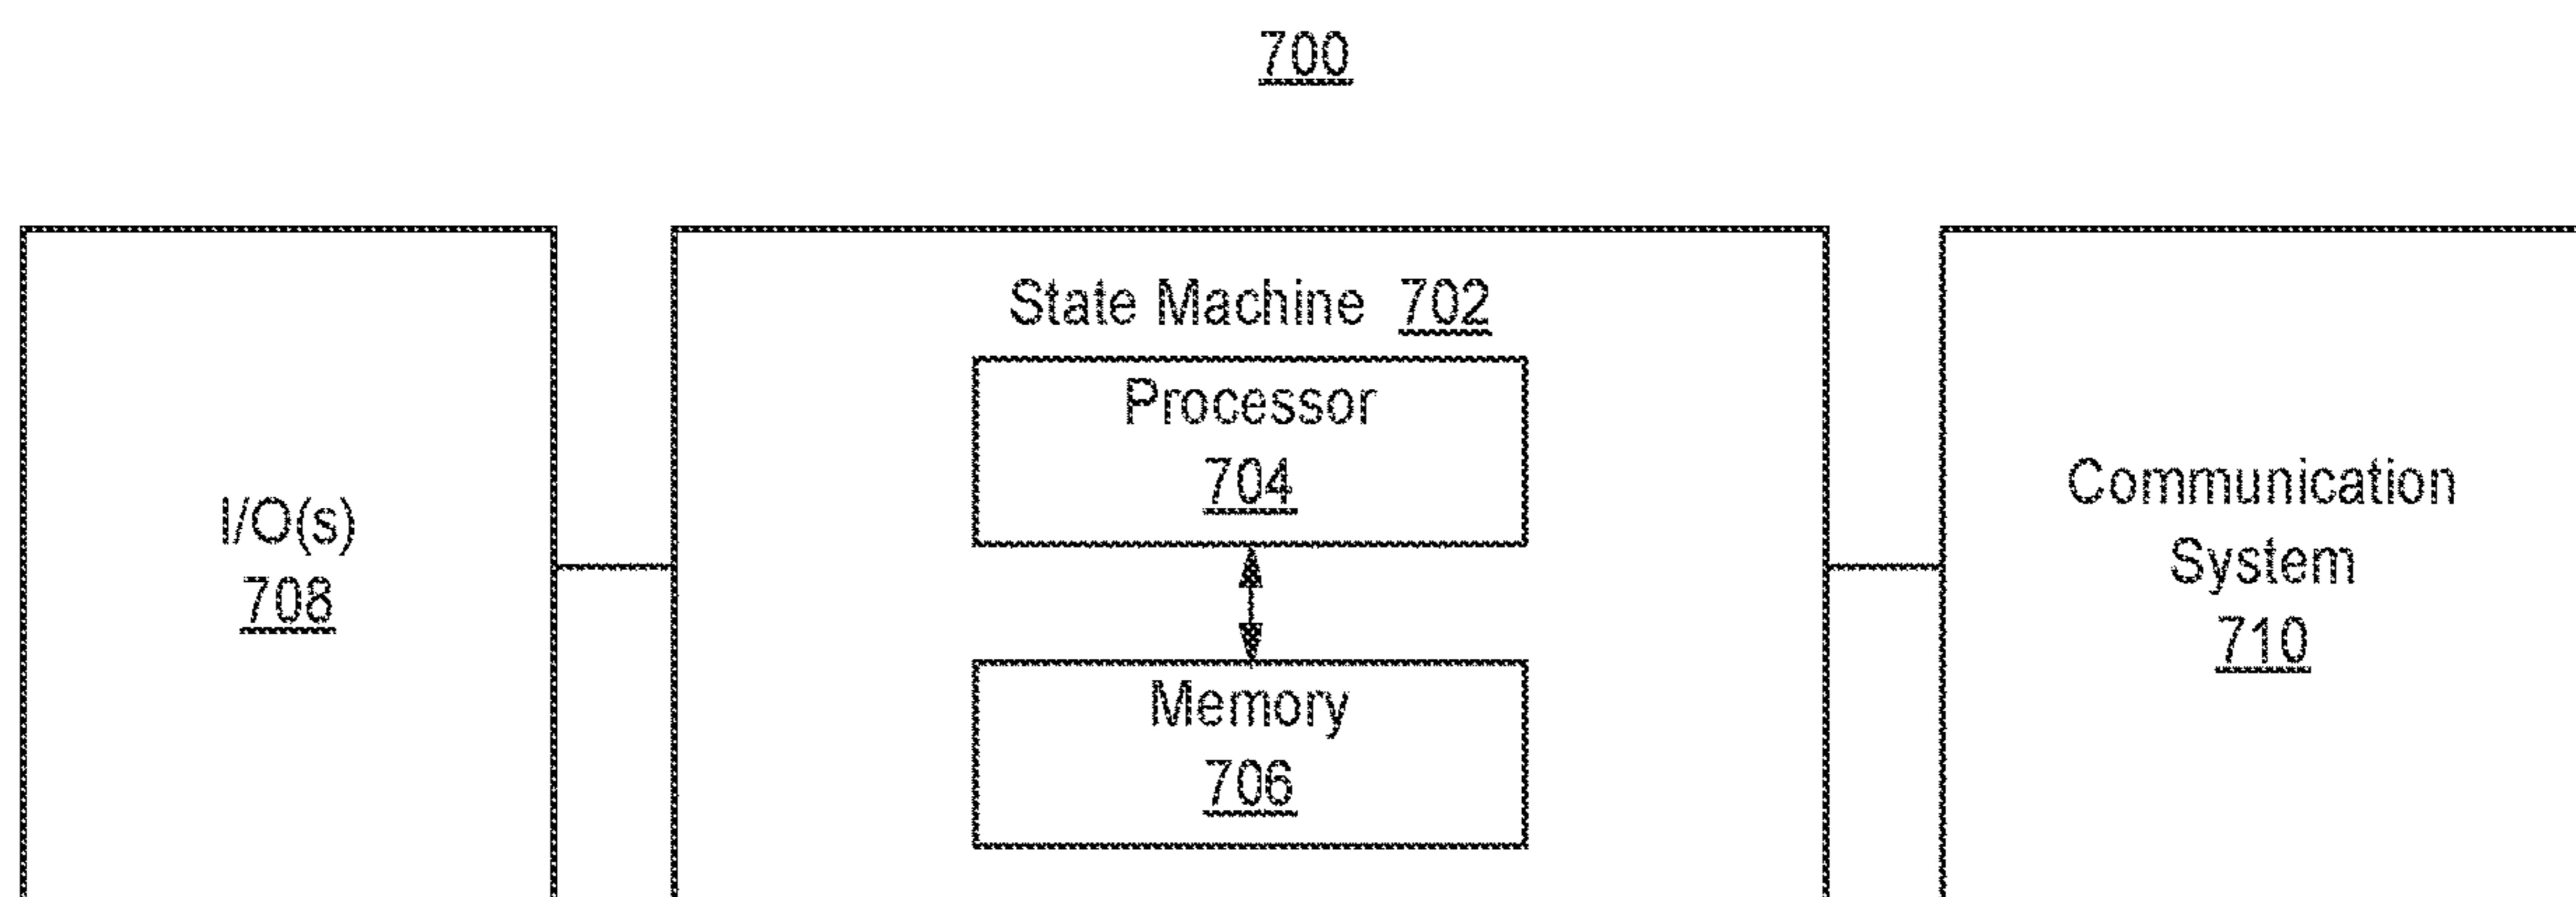 700
I/O(s)
708
State Machine 702
Processor
704
Memory
706
Communication
System
710